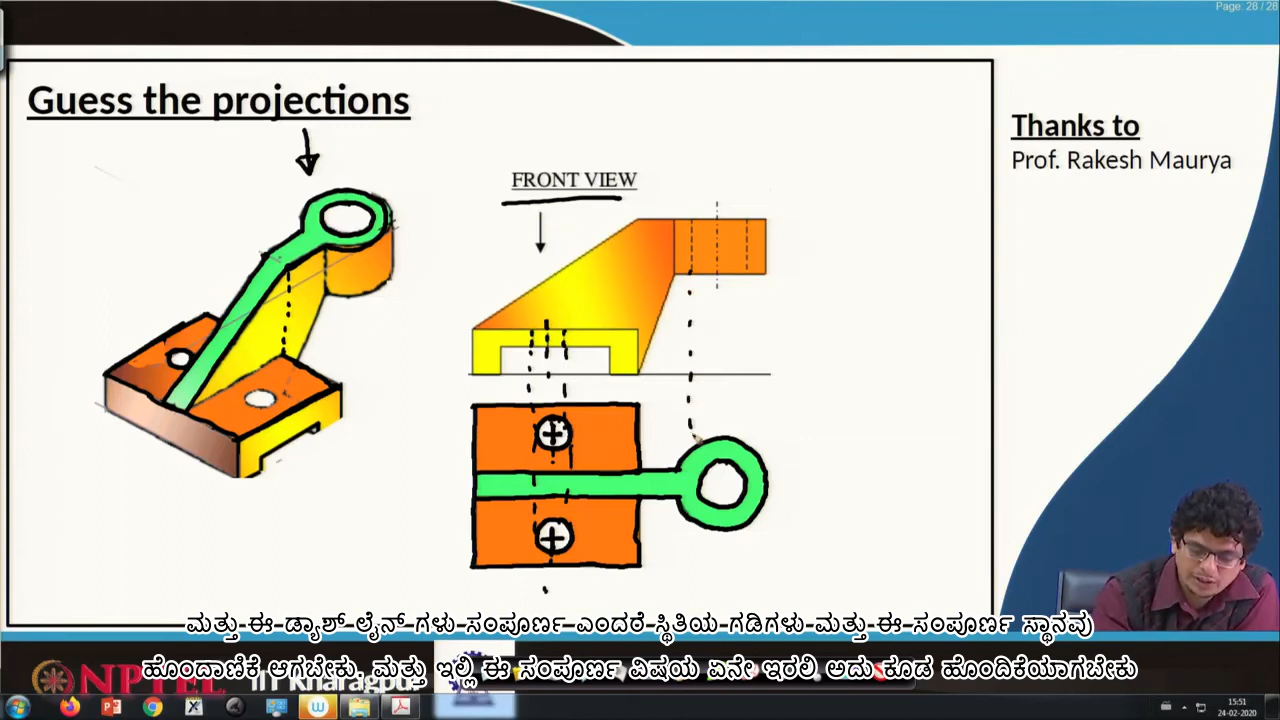 Page: 28 / 28
Guess the projections
Thanks to
Prof. Rakesh Maurya
FRONT VIEW
ಮತ್ತು ಈ ಡ್ಯಾಶ್ ಲೈನ್ ಗಳು ಸಂಪೂರ್ಣ ಎಂದರೆ ಸ್ಥಿತಿಯ ಗಡಿಗಳು ಮತ್ತು ಈ ಸಂಪೂರ್ಣ ಸ್ಥಾನವು
ಹೊಂದಾಣಿಕೆ ಆಗಬೇಕು, ಮತ್ತು ಇಲ್ಲಿ ಈ ಸಂಪೂರ್ಣ ವಿಷಯ ಏನೇ ಇರಲಿ ಅದು ಕೂಡ ಹೊಂದಿಕೆಯಾಗಬೇಕು
NPTEL IIT Kharagpur
15:51
24-02-2020